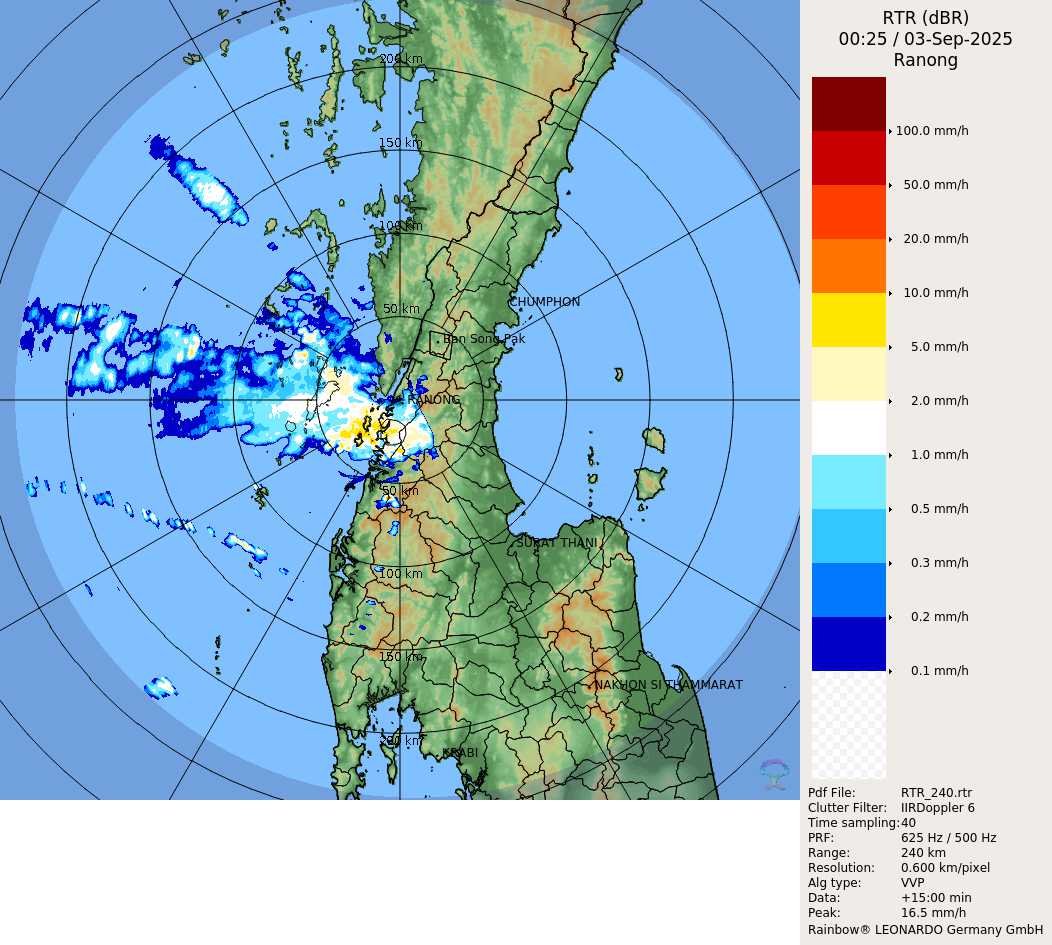 RTR (dBR)
00:25 / 03-Sep-2025
Ranong
200 km
150 km
100 km
50 km
CHUMPHON
Ban Song Pak
RANONG
50 km
SURAT THANI
100 km
150 km
NAKHON SI THAMMARAT
200 km
KRABI
100.0 mm/h
50.0 mm/h
20.0 mm/h
10.0 mm/h
5.0 mm/h
2.0 mm/h
1.0 mm/h
0.5 mm/h
0.3 mm/h
0.2 mm/h
0.1 mm/h
Pdf File: RTR_240.rtr
Clutter Filter: IIRDoppler 6
Time sampling:40
PRF: 625 Hz / 500 Hz
Range: 240 km
Resolution: 0.600 km/pixel
Alg type: VVP
Data: +15:00 min
Peak: 16.5 mm/h
Rainbow® LEONARDO Germany GmbH